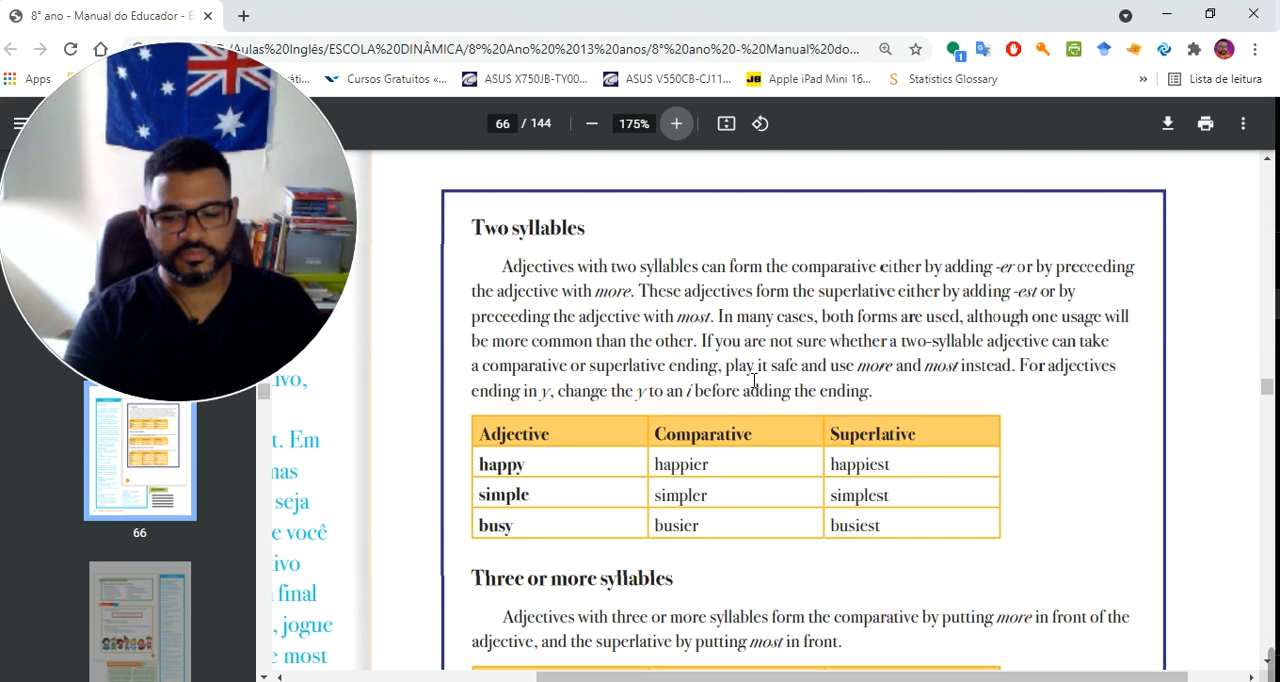 8° ano - Manual do Educador - E
/Aulas%20Inglês/ESCOLA%20DINÂMICA/8º%20Ano%20%2013%20anos/8º%20ano%20-%20Manual%20do...
Apps
Cursos Gratuitos «...
ASUS X750JB-TY00...
ASUS V550CB-CJ11...
JB Apple iPad Mini 16...
S Statistics Glossary
»
Lista de leitura
66 / 144
175%
Two syllables
Adjectives with two syllables can form the comparative either by adding -er or by preceeding
the adjective with more. These adjectives form the superlative either by adding -est or by
preceeding the adjective with most. In many cases, both forms are used, although one usage will
be more common than the other. If you are not sure whether a two-syllable adjective can take
a comparative or superlative ending, play it safe and use more and most instead. For adjectives
ending in y, change the y to an i before adding the ending.
Adjective Comparative Superlative
happy happier happiest
simple simpler simplest
busy busier busiest
Three or more syllables
Adjectives with three or more syllables form the comparative by putting more in front of the
adjective, and the superlative by putting most in front.
ivo,
t. Em
nas
seja
e você
ivo
final
, jogue
e most
66